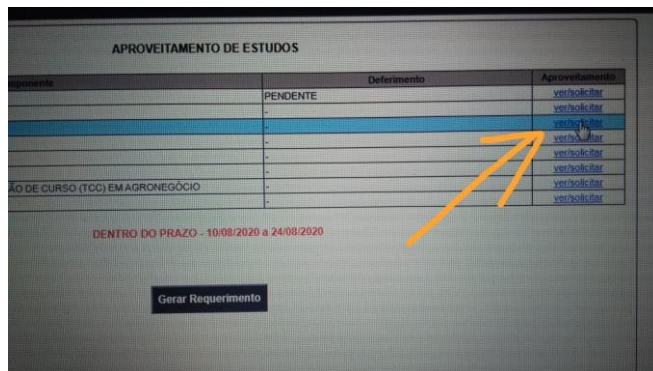 APROVEITAMENTO DE ESTUDOS
Deferimento Aproveitamento
PENDENTE ver/solicitar
- ver/solicitar
- ver/solicitar
- ver/solicitar
- ver/solicitar
- ver/solicitar
ÃO DE CURSO (TCC) EM AGRONEGÓCIO - ver/solicitar
- ver/solicitar
DENTRO DO PRAZO - 10/08/2020 a 24/08/2020
Gerar Requerimento